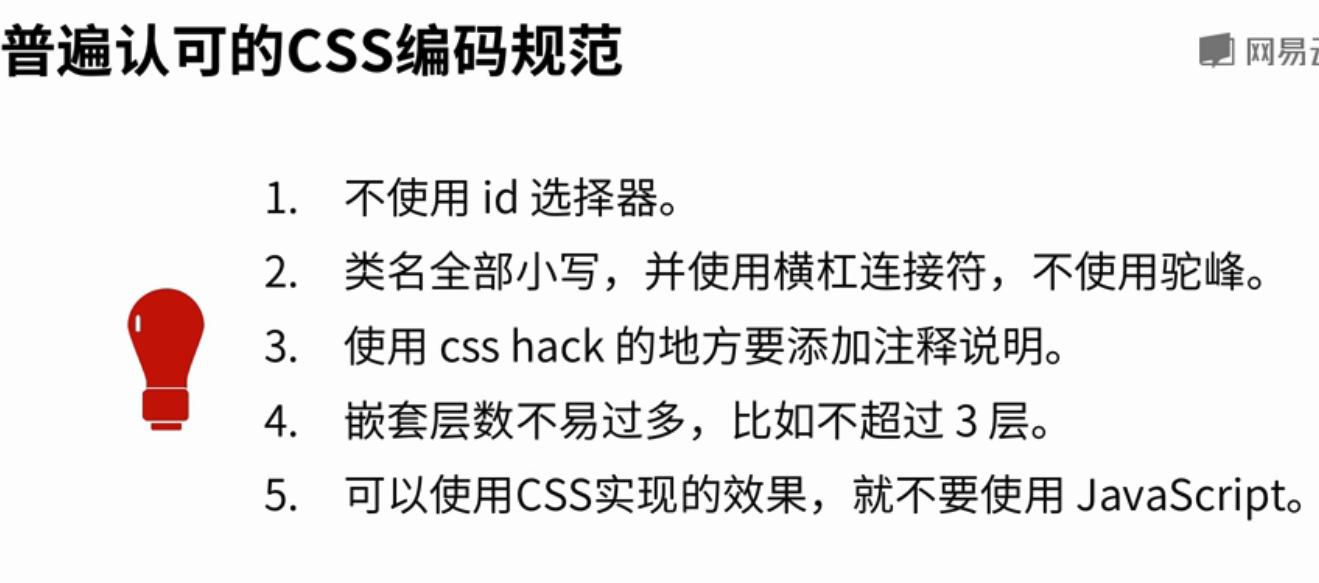 普遍认可的CSS编码规范
网易云
1. 不使用 id 选择器。
2. 类名全部小写，并使用横杠连接符，不使用驼峰。
3. 使用 css hack 的地方要添加注释说明。
4. 嵌套层数不易过多，比如不超过 3 层。
5. 可以使用CSS实现的效果，就不要使用 JavaScript。